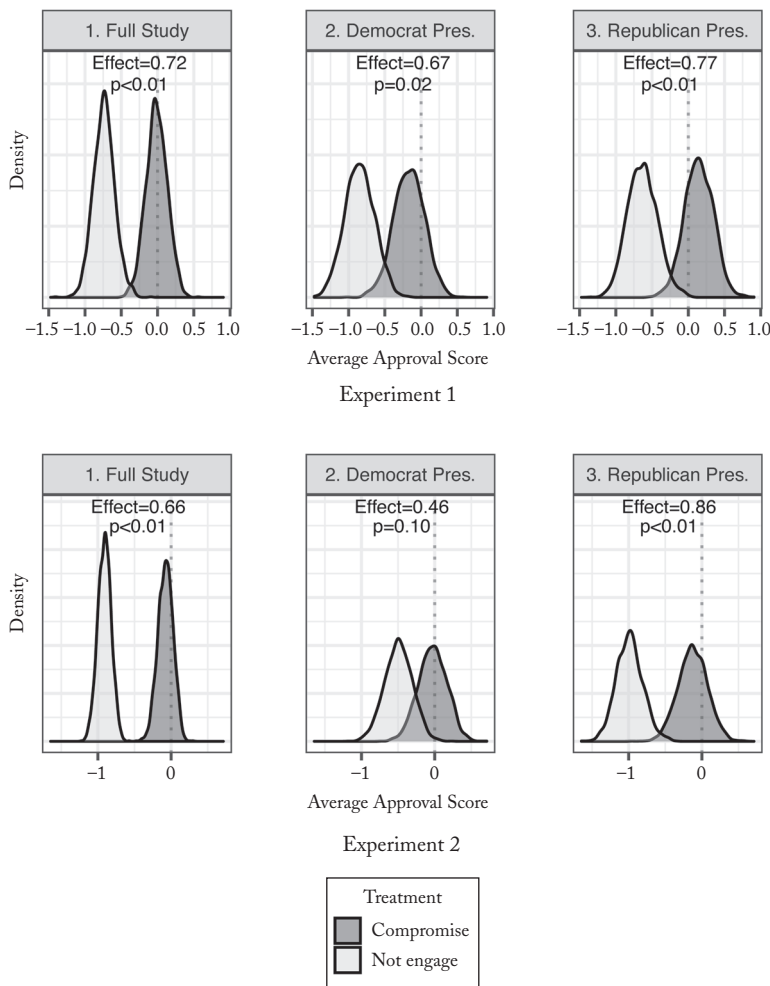 1. Full Study
2. Democrat Pres.
3. Republican Pres.
Effect=0.72
p<0.01
Effect=0.67
p=0.02
Effect=0.77
p<0.01
Density
−1.5 −1.0 −0.5 0.0 0.5 1.0
−1.5 −1.0 −0.5 0.0 0.5 1.0
−1.5 −1.0 −0.5 0.0 0.5 1.0
Average Approval Score
Experiment 1
1. Full Study
2. Democrat Pres.
3. Republican Pres.
Effect=0.66
p<0.01
Effect=0.46
p=0.10
Effect=0.86
p<0.01
Density
−1 0
−1 0
−1 0
Average Approval Score
Experiment 2
Treatment
Compromise
Not engage